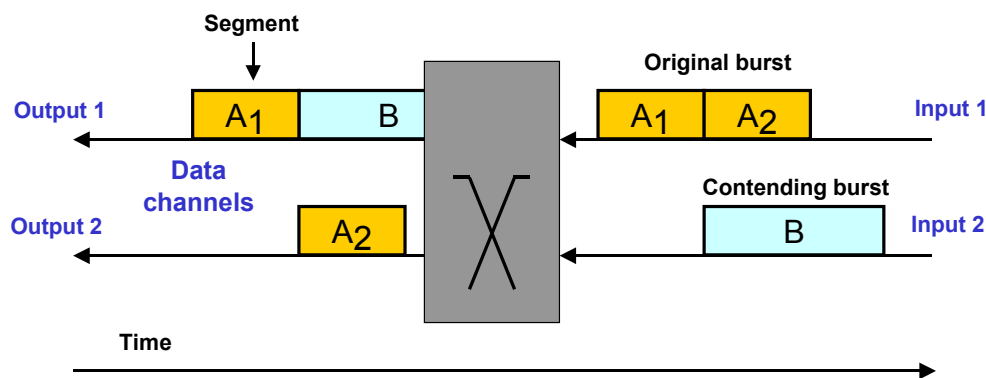 Segment
Original burst
Output 1
A1
B
A1
A2
Input 1
Data
channels
Contending burst
Output 2
A2
B
Input 2
Time